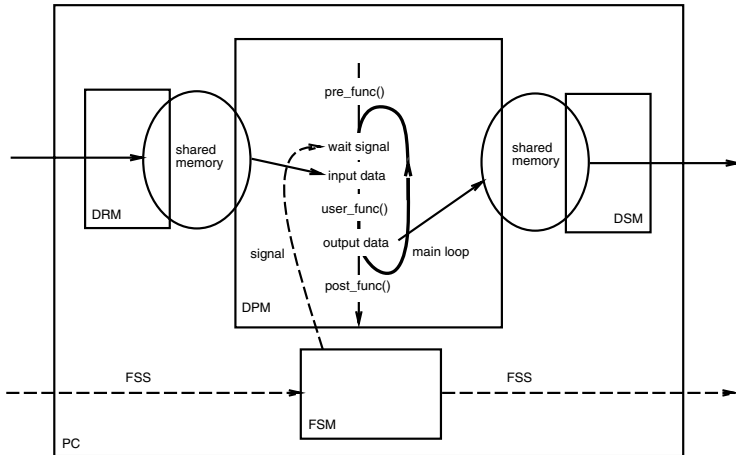 pre_func()
wait signal
shared
memory
shared
memory
input data
user_func()
DRM
DSM
output data
signal
main loop
post_func()
DPM
FSS
FSS
FSM
PC